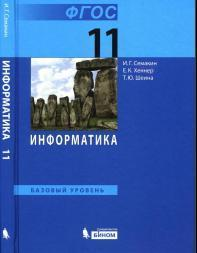 И.Г. Семакин
ИНФОРМАТИКА 11
ФГОС
11
И.Г. Семакин
Е.К. Хеннер
Т.Ю. Шеина
ИНФОРМАТИКА
БАЗОВЫЙ УРОВЕНЬ
БИНОМ